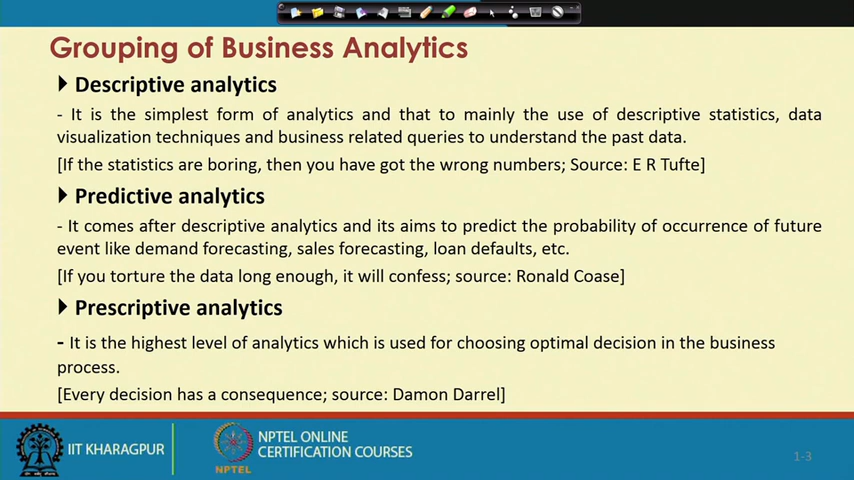 Grouping of Business Analytics
Descriptive analytics
- It is the simplest form of analytics and that to mainly the use of descriptive statistics, data
visualization techniques and business related queries to understand the past data.
[If the statistics are boring, then you have got the wrong numbers; Source: E R Tufte]
Predictive analytics
- It comes after descriptive analytics and its aims to predict the probability of occurrence of future
event like demand forecasting, sales forecasting, loan defaults, etc.
[If you torture the data long enough, it will confess; source: Ronald Coase]
Prescriptive analytics
- It is the highest level of analytics which is used for choosing optimal decision in the business
process.
[Every decision has a consequence; source: Damon Darrel]
IIT KHARAGPUR
NPTEL
NPTEL ONLINE
CERTIFICATION COURSES
1-3